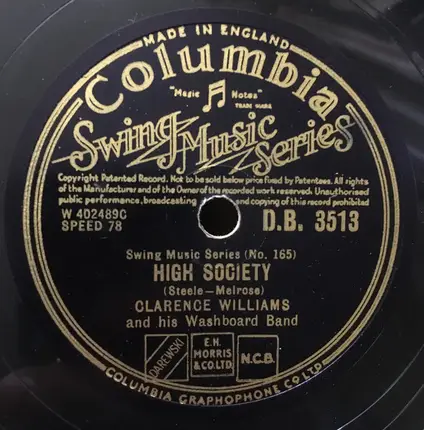 MADE IN ENGLAND
Columbia
"Magic Notes"
TRADE MARK
Swing Music Series
Copyright Patented Record. Not to be sold below price fixed by Patentees. All rights
of the Manufacturer and of the Owner of the recorded work reserved. Unauthorised
public performance, broadcasting and copying of this record prohibited
W 402489C
SPEED 78
D.B. 3513
Swing Music Series (No. 165)
HIGH SOCIETY
(Steele—Melrose)
CLARENCE WILLIAMS
and his Washboard Band
DAREWSKI
E.H.
MORRIS
& CO. LTD.
N.C.B.
COLUMBIA GRAPHOPHONE CO LTD